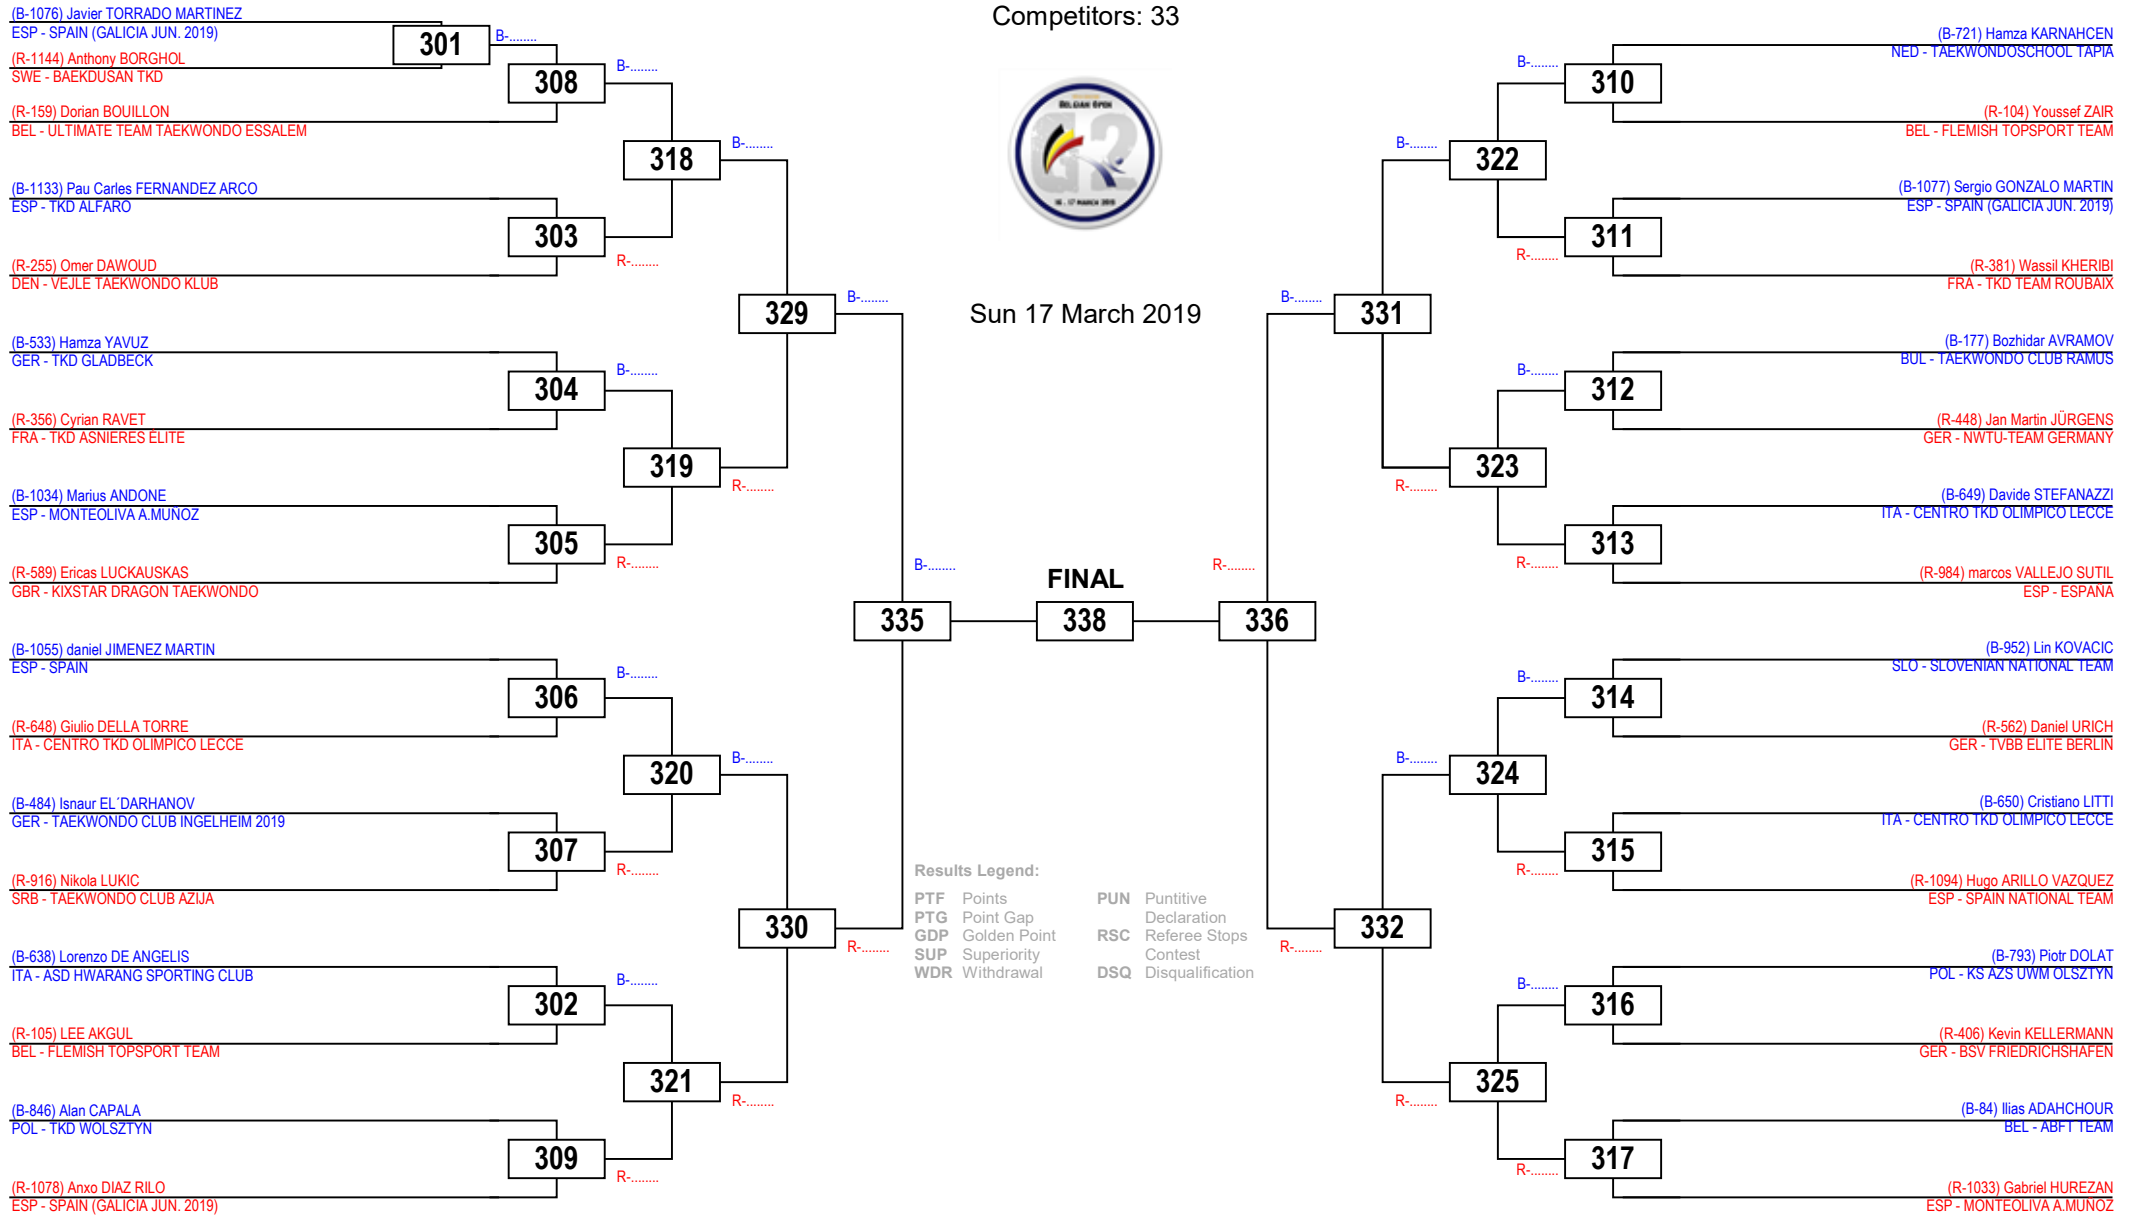 Competitors: 33
BELGIAN OPEN
G2
16 - 17 MARCH 2019
Sun 17 March 2019
(B-1076) Javier TORRADO MARTINEZ
ESP - SPAIN (GALICIA JUN. 2019)
301
B-........
(R-1144) Anthony BORGHOL
SWE - BAEKDUSAN TKD
308
B-........
(R-159) Dorian BOUILLON
BEL - ULTIMATE TEAM TAEKWONDO ESSALEM
318
B-........
(B-1133) Pau Carles FERNANDEZ ARCO
ESP - TKD ALFARO
303
R-........
(R-255) Omer DAWOUD
DEN - VEJLE TAEKWONDO KLUB
329
B-........
(B-533) Hamza YAVUZ
GER - TKD GLADBECK
304
B-........
(R-356) Cyrian RAVET
FRA - TKD ASNIERES ÉLITE
319
R-........
(B-1034) Marius ANDONE
ESP - MONTEOLIVA A.MUÑOZ
305
R-........
(R-589) Ericas LUCKAUSKAS
GBR - KIXSTAR DRAGON TAEKWONDO
335
B-........
(B-1055) daniel JIMENEZ MARTIN
ESP - SPAIN
306
B-........
(R-648) Giulio DELLA TORRE
ITA - CENTRO TKD OLIMPICO LECCE
320
B-........
(B-484) Isnaur EL´DARHANOV
GER - TAEKWONDO CLUB INGELHEIM 2019
307
R-........
(R-916) Nikola LUKIC
SRB - TAEKWONDO CLUB AZIJA
330
R-........
(B-638) Lorenzo DE ANGELIS
ITA - ASD HWARANG SPORTING CLUB
302
B-........
(R-105) LEE AKGUL
BEL - FLEMISH TOPSPORT TEAM
321
R-........
(B-846) Alan CAPALA
POL - TKD WOLSZTYN
309
R-........
(R-1078) Anxo DIAZ RILO
ESP - SPAIN (GALICIA JUN. 2019)
FINAL
338
Results Legend:
PTF Points
PTG Point Gap
GDP Golden Point
SUP Superiority
WDR Withdrawal
PUN Puntitive
Declaration
RSC Referee Stops
Contest
DSQ Disqualification
(B-721) Hamza KARNAHCEN
NED - TAEKWONDOSCHOOL TAPIA
B-........
310
(R-104) Youssef ZAIR
BEL - FLEMISH TOPSPORT TEAM
B-........
322
(B-1077) Sergio GONZALO MARTIN
ESP - SPAIN (GALICIA JUN. 2019)
R-........
311
(R-381) Wassil KHERIBI
FRA - TKD TEAM ROUBAIX
B-........
331
(B-177) Bozhidar AVRAMOV
BUL - TAEKWONDO CLUB RAMUS
B-........
312
(R-448) Jan Martin JÜRGENS
GER - NWTU-TEAM GERMANY
R-........
323
(B-649) Davide STEFANAZZI
ITA - CENTRO TKD OLIMPICO LECCE
R-........
313
(R-984) marcos VALLEJO SUTIL
ESP - ESPAÑA
R-........
336
(B-952) Lin KOVACIC
SLO - SLOVENIAN NATIONAL TEAM
B-........
314
(R-562) Daniel URICH
GER - TVBB ELITE BERLIN
B-........
324
(B-650) Cristiano LITTI
ITA - CENTRO TKD OLIMPICO LECCE
R-........
315
(R-1094) Hugo ARILLO VAZQUEZ
ESP - SPAIN NATIONAL TEAM
R-........
332
(B-793) Piotr DOLAT
POL - KS AZS UWM OLSZTYN
B-........
316
(R-406) Kevin KELLERMANN
GER - BSV FRIEDRICHSHAFEN
R-........
325
(B-84) Ilias ADAHCHOUR
BEL - ABFT TEAM
R-........
317
(R-1033) Gabriel HUREZAN
ESP - MONTEOLIVA A.MUÑOZ